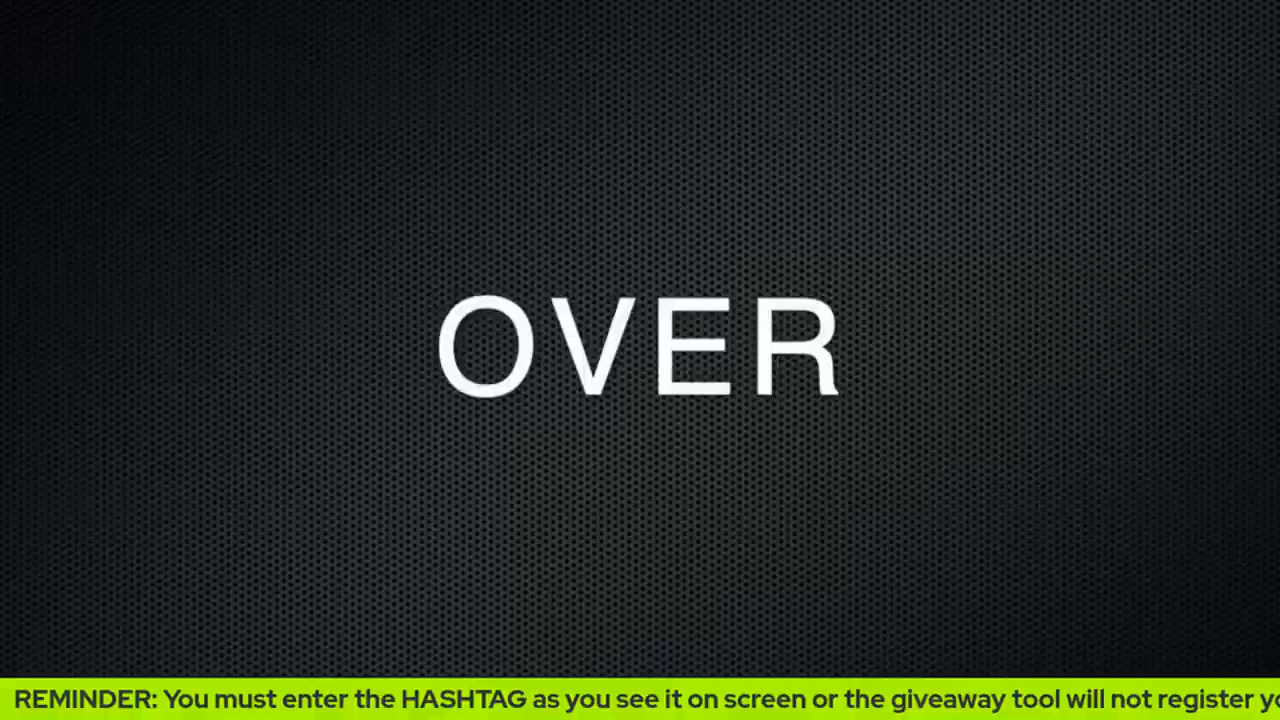 OVER
REMINDER: You must enter the HASHTAG as you see it on screen or the giveaway tool will not register